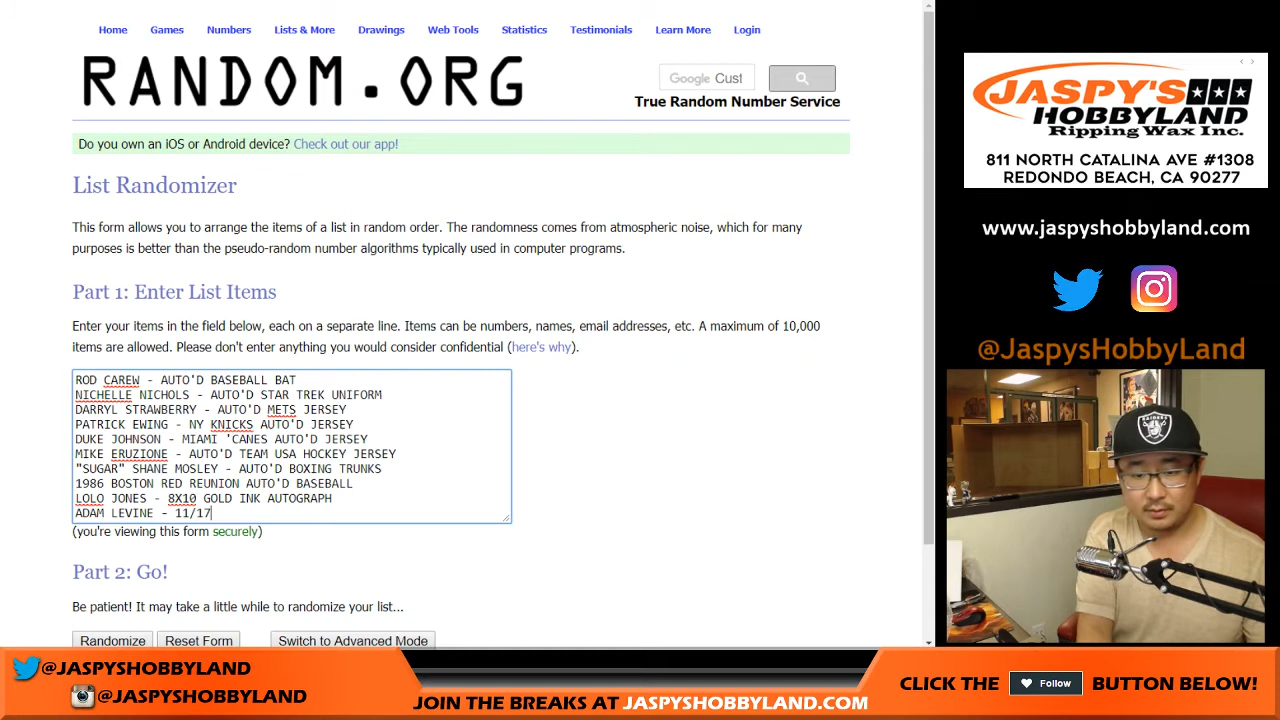 Home Games Numbers Lists & More Drawings Web Tools Statistics Testimonials Learn More Login
RANDOM.ORG
Google Cust
True Random Number Service
Do you own an iOS or Android device? Check out our app!
List Randomizer
This form allows you to arrange the items of a list in random order. The randomness comes from atmospheric noise, which for many
purposes is better than the pseudo-random number algorithms typically used in computer programs.
Part 1: Enter List Items
Enter your items in the field below, each on a separate line. Items can be numbers, names, email addresses, etc. A maximum of 10,000
items are allowed. Please don't enter anything you would consider confidential (here's why).
ROD CAREW - AUTO'D BASEBALL BAT
NICHELLE NICHOLS - AUTO'D STAR TREK UNIFORM
DARRYL STRAWBERRY - AUTO'D METS JERSEY
PATRICK EWING - NY KNICKS AUTO'D JERSEY
DUKE JOHNSON - MIAMI 'CANES AUTO'D JERSEY
MIKE ERUZIONE - AUTO'D TEAM USA HOCKEY JERSEY
"SUGAR" SHANE MOSLEY - AUTO'D BOXING TRUNKS
1986 BOSTON RED REUNION AUTO'D BASEBALL
LOLO JONES - 8X10 GOLD INK AUTOGRAPH
ADAM LEVINE - 11/17
(you're viewing this form securely)
Part 2: Go!
Be patient! It may take a little while to randomize your list...
Randomize Reset Form Switch to Advanced Mode
JASPY'S
HOBBYLAND
Ripping Wax Inc.
811 NORTH CATALINA AVE #1308
REDONDO BEACH, CA 90277
www.jaspyshobbyland.com
@JaspysHobbyLand
RAIDERS
@JASPYSHOBBYLAND
@JASPYSHOBBYLAND
JOIN THE BREAKS AT JASPYSHOBBYLAND.COM
CLICK THE Follow BUTTON BELOW!